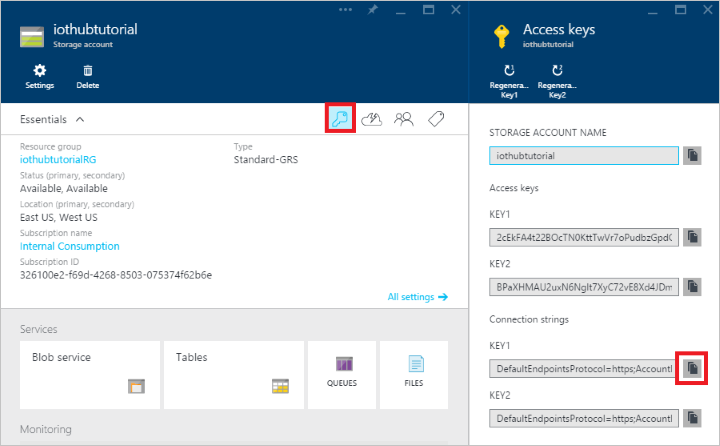 iothubtutorial
Storage account
Settings
Delete
Essentials
Resource group
iothubtutorialRG
Type
Standard-GRS
Status (primary, secondary)
Available, Available
Location (primary, secondary)
East US, West US
Subscription name
Internal Consumption
Subscription ID
326100e2-f69d-4268-8503-075374f62b6e
All settings
Services
Blob service
Tables
QUEUES
FILES
Monitoring
Access keys
iothubtutorial
Regenera... Key1
Regenera... Key2
STORAGE ACCOUNT NAME
iothubtutorial
Access keys
KEY1
2cEkFA4t22BOcTN0KttTwVr7oPudbzGpd
KEY2
BPaXHMAU2uxN6NgIt7XyC72vE8Xd4JDm
Connection strings
KEY1
DefaultEndpointsProtocol=https;Account
KEY2
DefaultEndpointsProtocol=https;Account